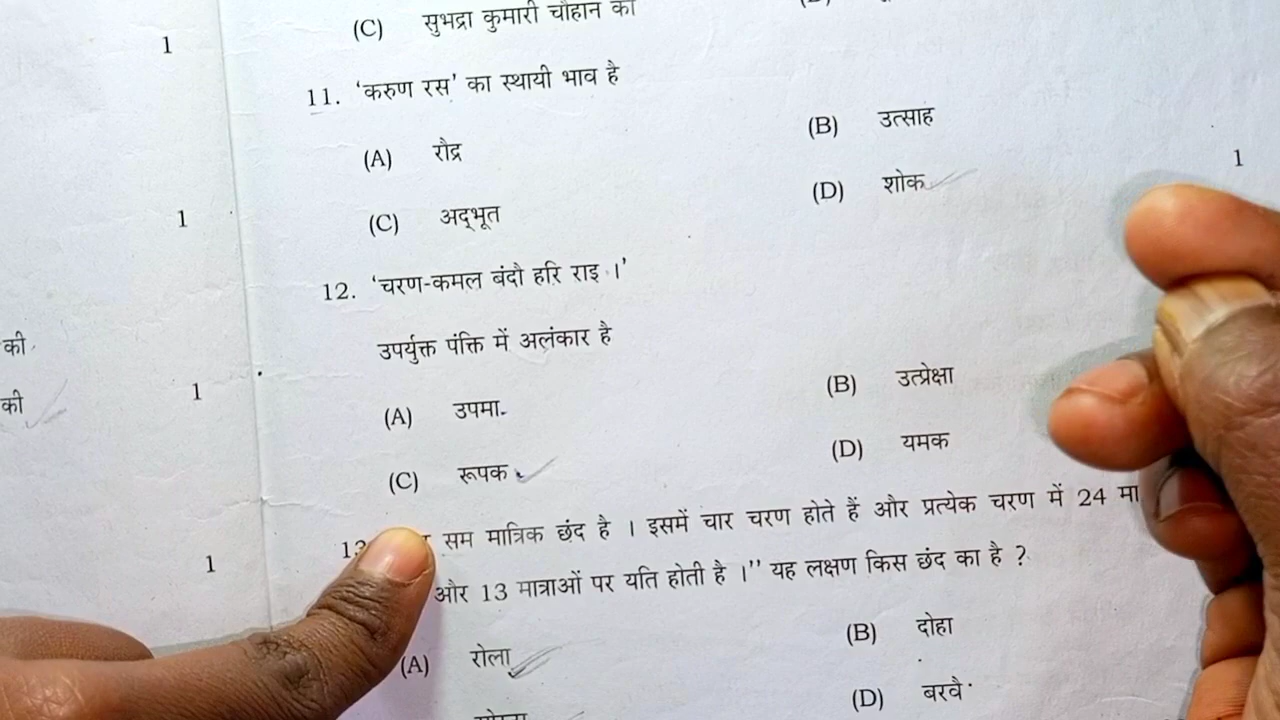 1
(C) सुभद्रा कुमारी चौहान को
11. 'करुण रस' का स्थायी भाव है
(A) रौद्र
(B) उत्साह
1
(C) अद्भूत
(D) शोक
1
12. 'चरण-कमल बंदौ हरि राइ ।'
उपर्युक्त पंक्ति में अलंकार है
की
(A) उपमा
(B) उत्प्रेक्षा
की
1
(C) रूपक
(D) यमक
13 सम मात्रिक छंद है । इसमें चार चरण होते हैं और प्रत्येक चरण में 24 मा
1
और 13 मात्राओं पर यति होती है ।" यह लक्षण किस छंद का है ?
(A) रोला
(B) दोहा
(D) बरवै